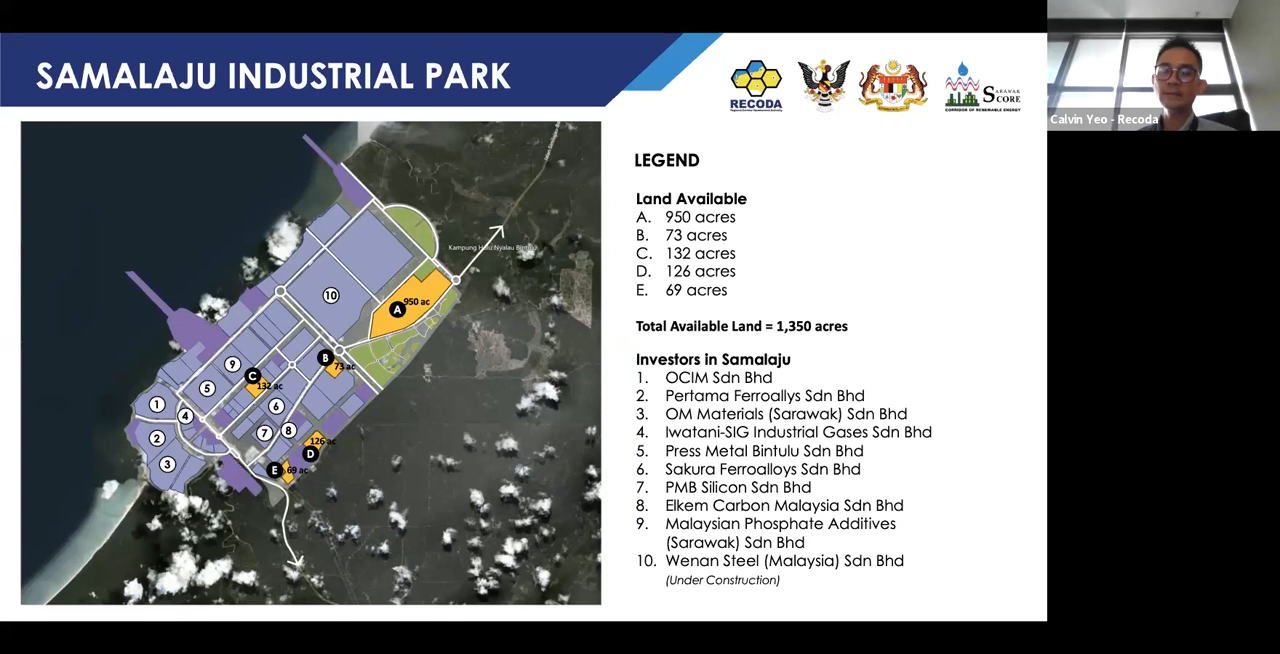 SAMALAJU INDUSTRIAL PARK
RECODA
SARAWAK
SCORE
CORRIDOR OF RENEWABLE ENERGY
Calvin Yeo - Recoda
LEGEND
Land Available
A. 950 acres
B. 73 acres
C. 132 acres
D. 126 acres
E. 69 acres
Total Available Land = 1,350 acres
Investors in Samalaju
1. OCIM Sdn Bhd
2. Pertama Ferroallys Sdn Bhd
3. OM Materials (Sarawak) Sdn Bhd
4. Iwatani-SIG Industrial Gases Sdn Bhd
5. Press Metal Bintulu Sdn Bhd
6. Sakura Ferroalloys Sdn Bhd
7. PMB Silicon Sdn Bhd
8. Elkem Carbon Malaysia Sdn Bhd
9. Malaysian Phosphate Additives
(Sarawak) Sdn Bhd
10. Wenan Steel (Malaysia) Sdn Bhd
(Under Construction)
10
A 950 ac
B
73 ac
9
C
132 ac
5
1
4
6
2
7
8
126 ac
D
3
E 69 ac